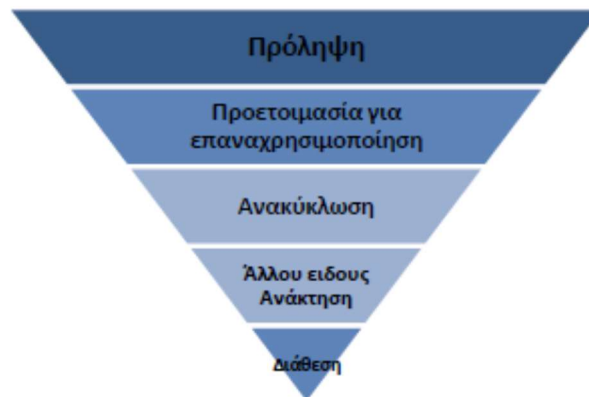 Πρόληψη
Προετοιμασία για
επαναχρησιμοποίηση
Ανακύκλωση
Άλλου ειδους
Ανάκτηση
Διάθεση